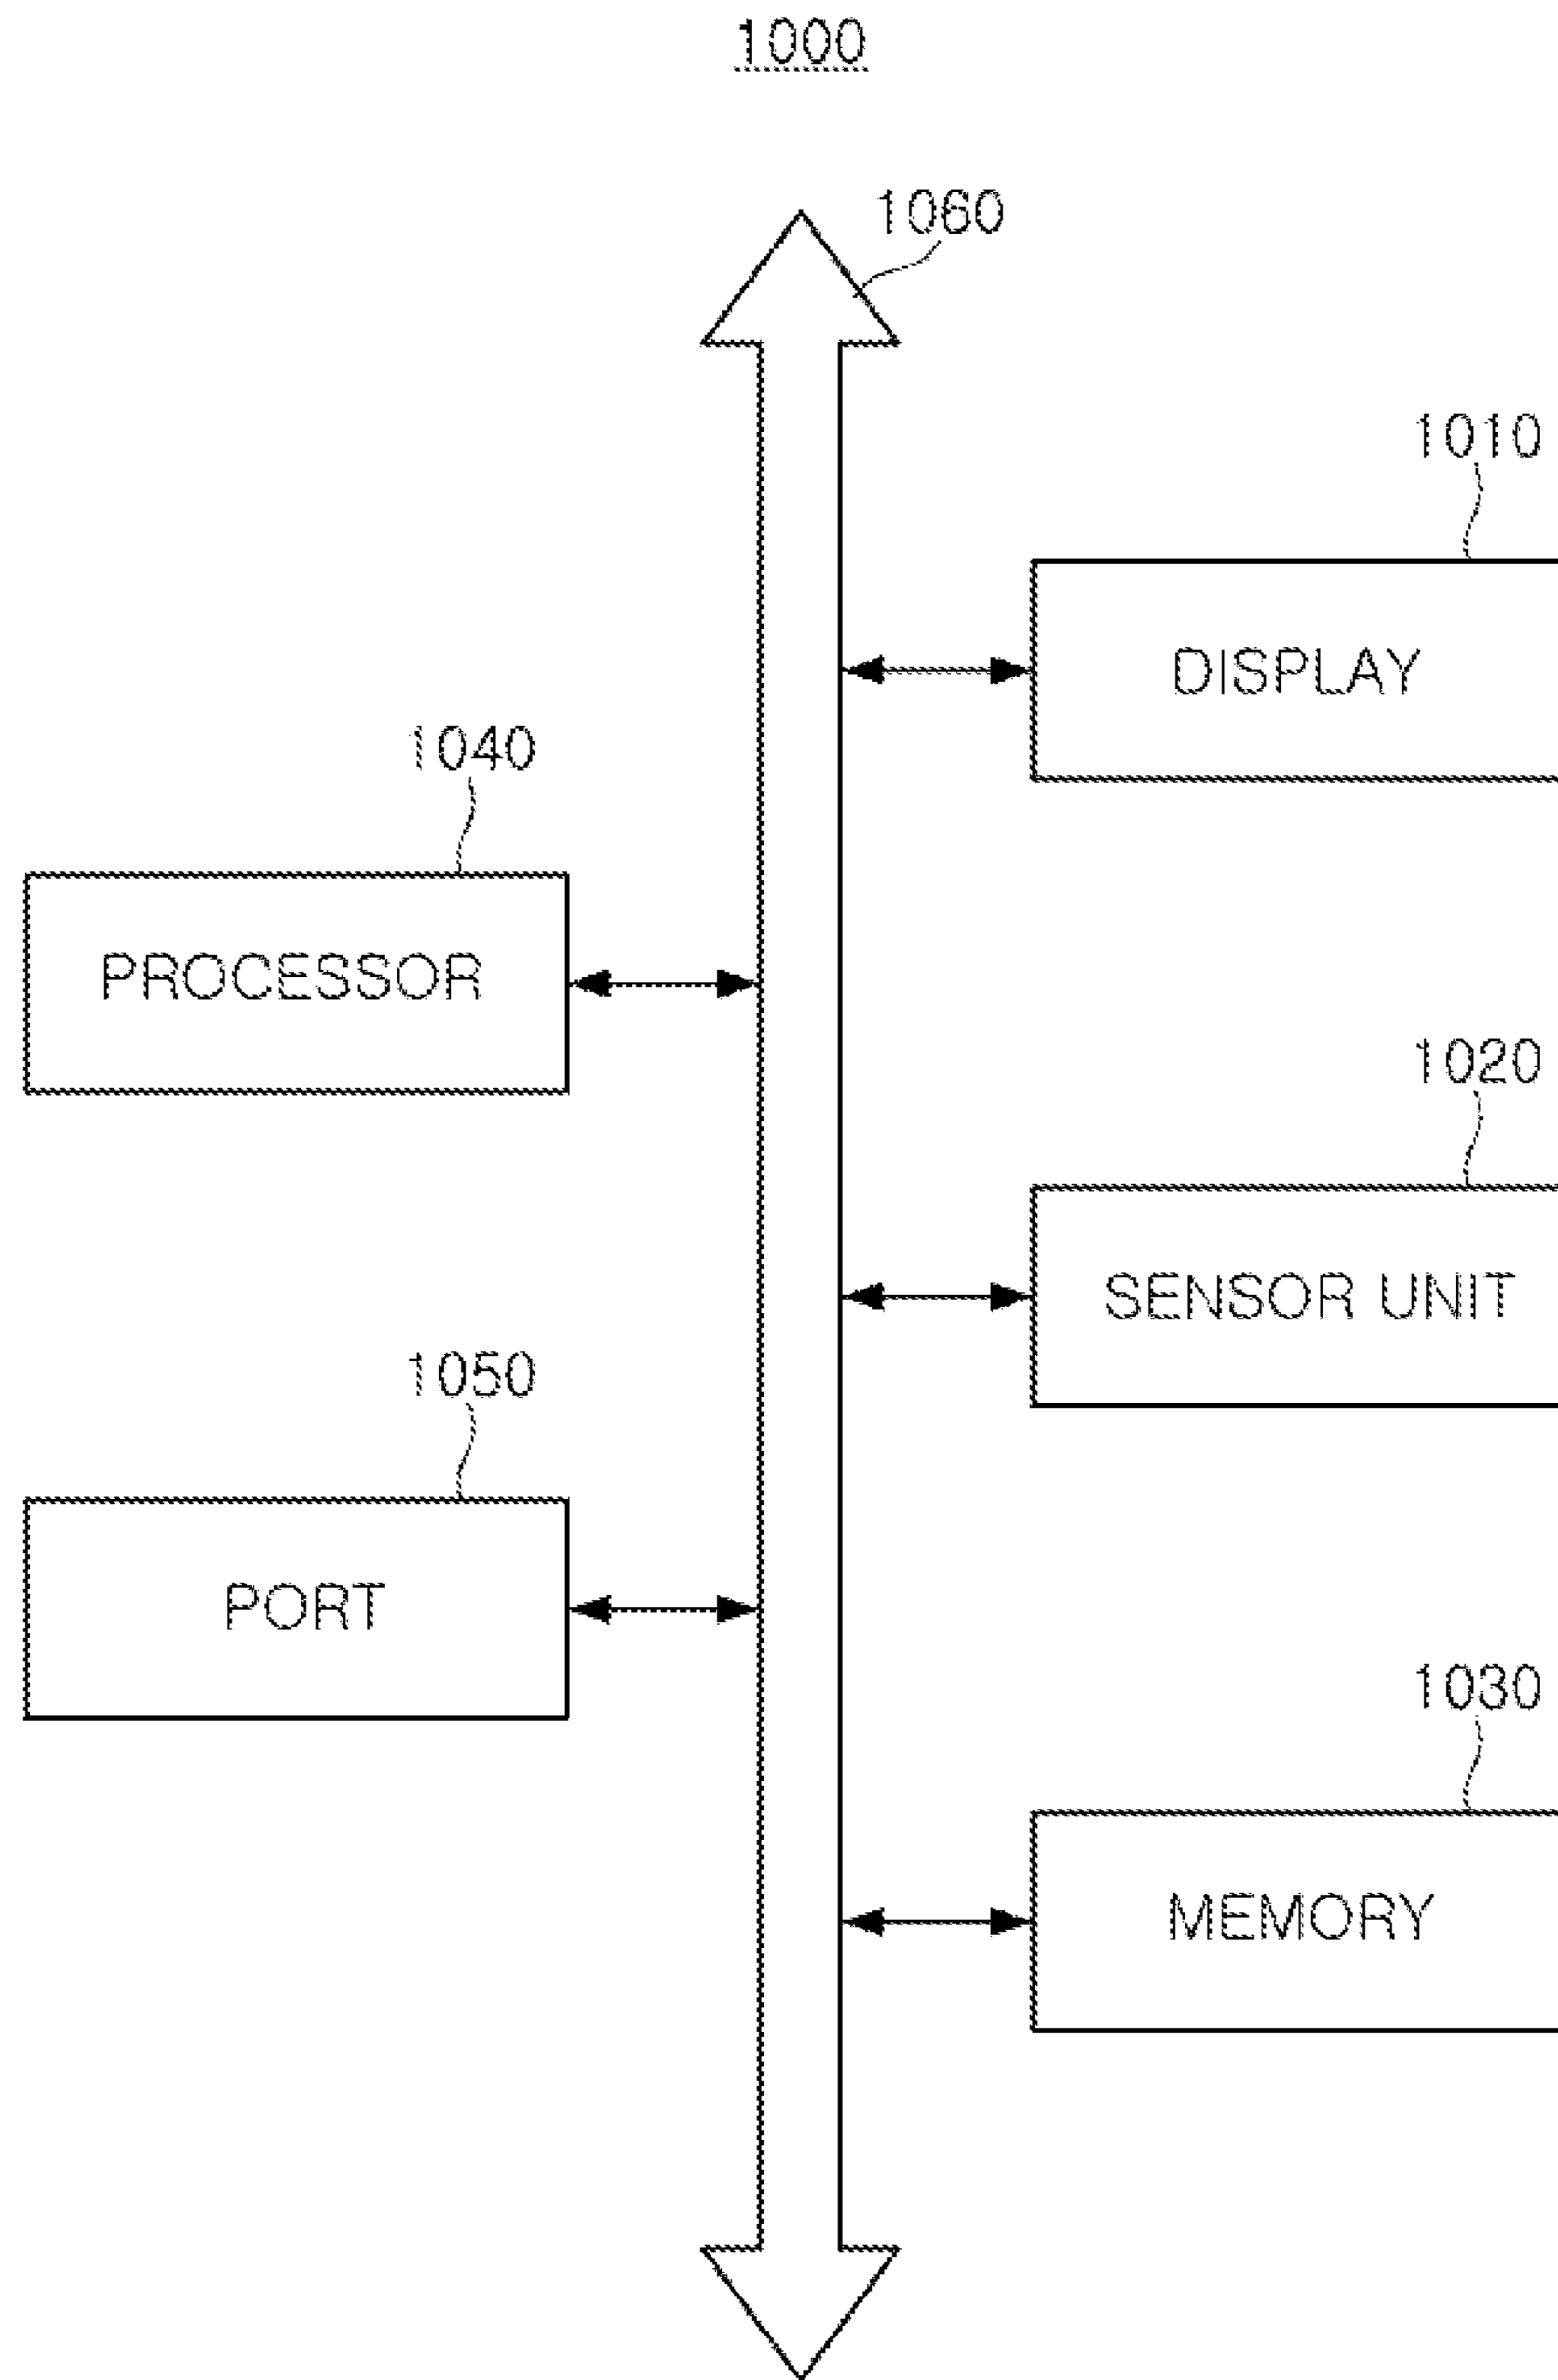 1000
1060
1010
DISPLAY
1040
PROCESSOR
1020
SENSOR UNIT
1050
PORT
1030
MEMORY